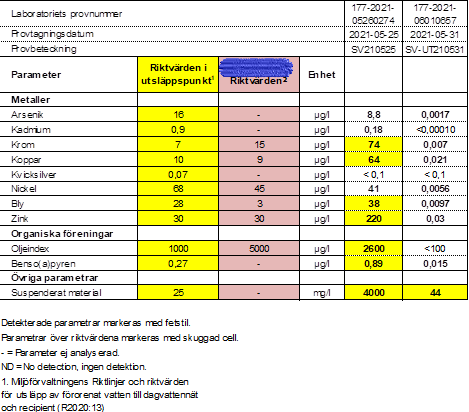 Laboratoriets provnummer 177-2021-05260274 177-2021-06010657
Provtagningsdatum 2021-05-25 2021-05-31
Provbeteckning SV210525 SV-UT210531
Parameter Riktvärden i utsläppspunkt¹ Riktvärden² Enhet
Metaller
Arsenik 16 - µg/l 8,8 0,0017
Kadmium 0,9 - µg/l 0,18 <0,00010
Krom 7 15 µg/l 74 0,007
Koppar 10 9 µg/l 64 0,021
Kvicksilver 0,07 - µg/l < 0,1 < 0,1
Nickel 68 45 µg/l 41 0,0056
Bly 28 3 µg/l 38 0,0097
Zink 30 30 µg/l 220 0,03
Organiska föreningar
Oljeindex 1000 5000 µg/l 2600 <100
Benso(a)pyren 0,27 - µg/l 0,89 0,015
Övriga parametrar
Suspenderat material 25 - mg/l 4000 44
Detekterade parametrar markeras med fetstil.
Parametrar över riktvärdena markeras med skuggad cell.
- = Parameter ej analyserad.
ND = No detection, ingen detektion.
1. Miljöförvaltningens Riktlinjer och riktvärden
för utsläpp av förorenat vatten till dagvattennät
och recipient (R2020:13)